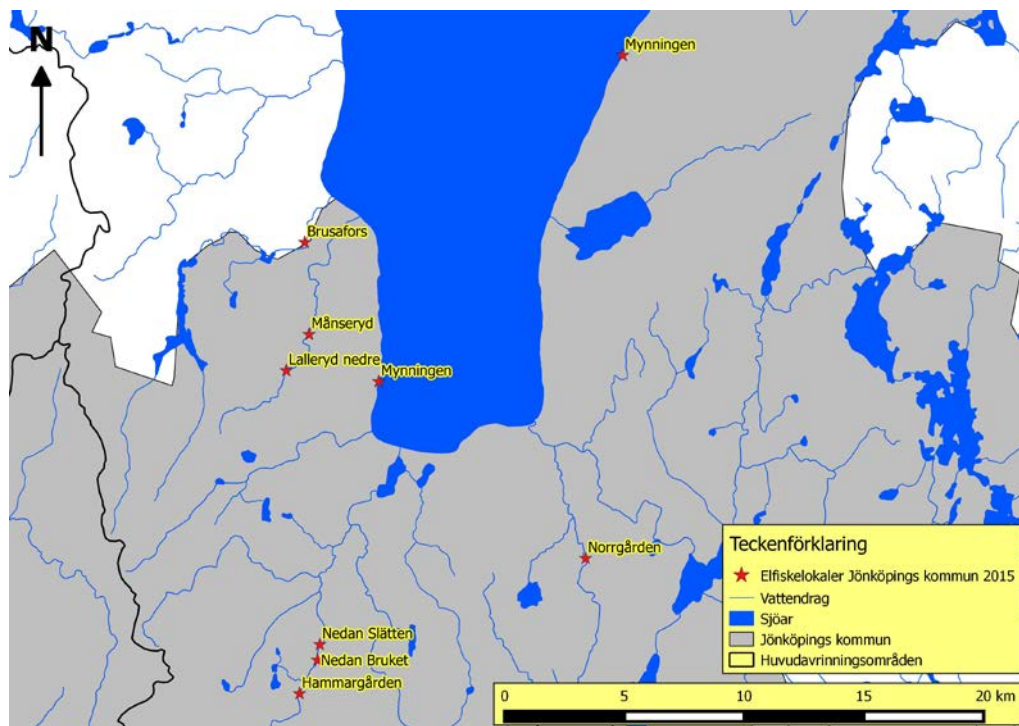 N
Mynningen
Brusafors
Månseryd
Lalleryd nedre
Mynningen
Norrgården
Nedan Slätten
Nedan Bruket
Hammargården
Teckenförklaring
Elfiskelokaler Jönköpings kommun 2015
Vattendrag
Sjöar
Jönköpings kommun
Huvudavrinningsområden
0 5 10 15 20 km